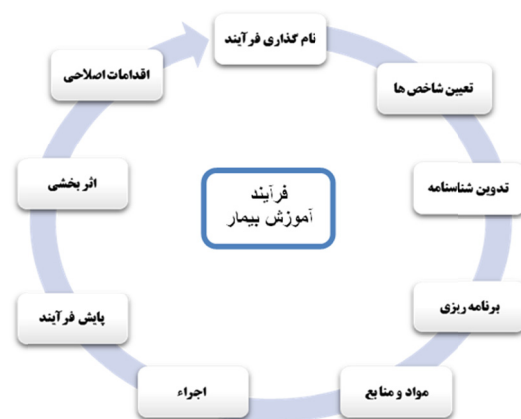 نام گذاری فرآیند
تعیین شاخص ها
تدوین شناسنامه
برنامه ریزی
مواد و منابع
اجراء
پایش فرآیند
اثر بخشی
اقدامات اصلاحی
فرآیند
آموزش بیمار